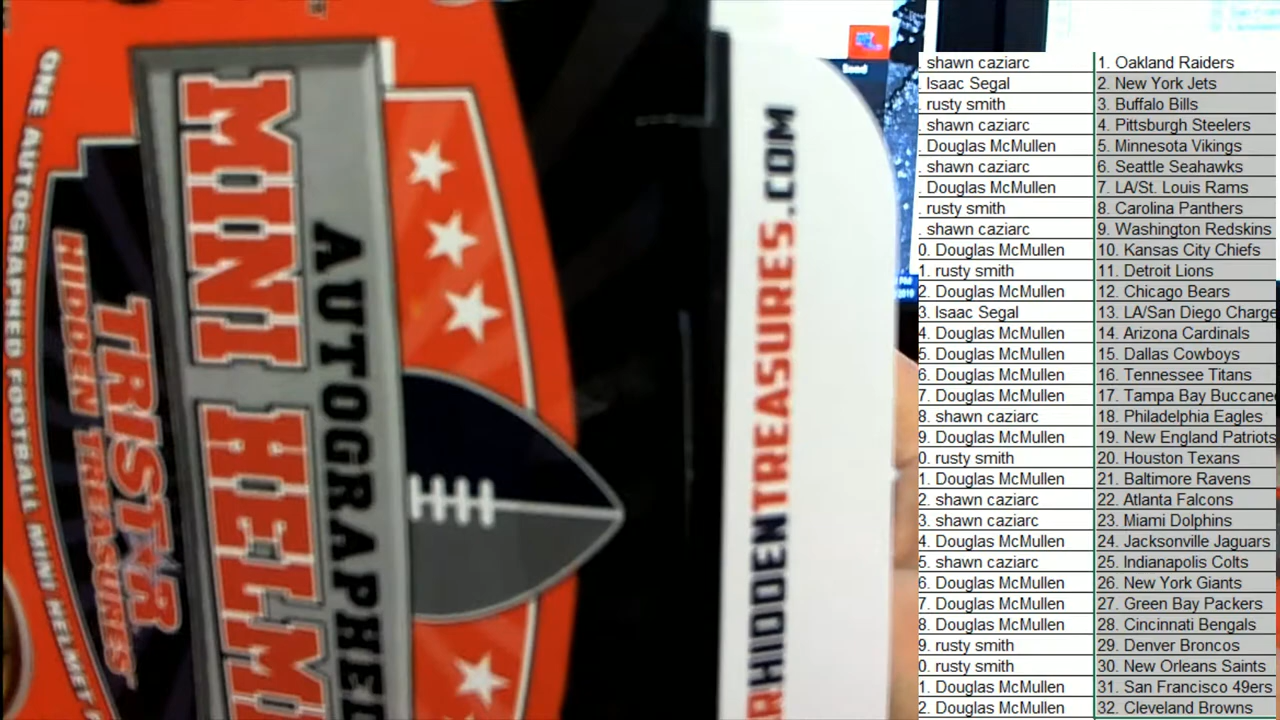 ONE AUTOGRAPHED FOOTBALL MINI HELMET
TRISTAR
HIDDEN TREASURES
MINI HELM
AUTOGRAPHED
RHIDDENTREASURES.COM
Send
. shawn caziarc 1. Oakland Raiders
. Isaac Segal 2. New York Jets
. rusty smith 3. Buffalo Bills
. shawn caziarc 4. Pittsburgh Steelers
. Douglas McMullen 5. Minnesota Vikings
. shawn caziarc 6. Seattle Seahawks
. Douglas McMullen 7. LA/St. Louis Rams
. rusty smith 8. Carolina Panthers
. shawn caziarc 9. Washington Redskins
0. Douglas McMullen 10. Kansas City Chiefs
1. rusty smith 11. Detroit Lions
2. Douglas McMullen 12. Chicago Bears
3. Isaac Segal 13. LA/San Diego Charge
4. Douglas McMullen 14. Arizona Cardinals
5. Douglas McMullen 15. Dallas Cowboys
6. Douglas McMullen 16. Tennessee Titans
7. Douglas McMullen 17. Tampa Bay Buccanee
8. shawn caziarc 18. Philadelphia Eagles
9. Douglas McMullen 19. New England Patriots
0. rusty smith 20. Houston Texans
1. Douglas McMullen 21. Baltimore Ravens
2. shawn caziarc 22. Atlanta Falcons
3. shawn caziarc 23. Miami Dolphins
4. Douglas McMullen 24. Jacksonville Jaguars
5. shawn caziarc 25. Indianapolis Colts
6. Douglas McMullen 26. New York Giants
7. Douglas McMullen 27. Green Bay Packers
8. Douglas McMullen 28. Cincinnati Bengals
9. rusty smith 29. Denver Broncos
0. rusty smith 30. New Orleans Saints
1. Douglas McMullen 31. San Francisco 49ers
2. Douglas McMullen 32. Cleveland Browns